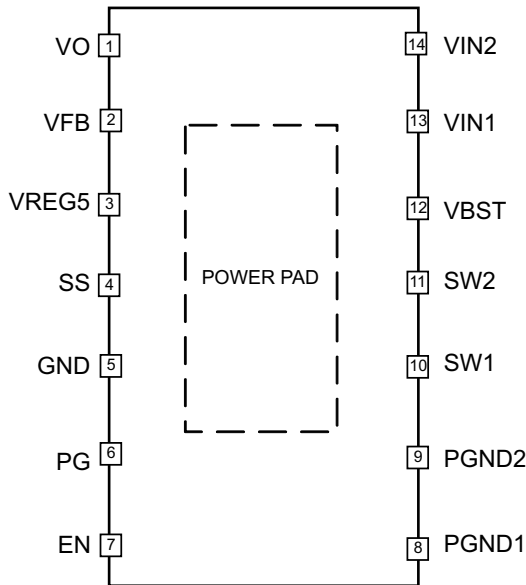 VO 1
14 VIN2
VFB 2
13 VIN1
VREG5 3
12 VBST
SS 4
POWER PAD
11 SW2
GND 5
10 SW1
PG 6
9 PGND2
EN 7
8 PGND1